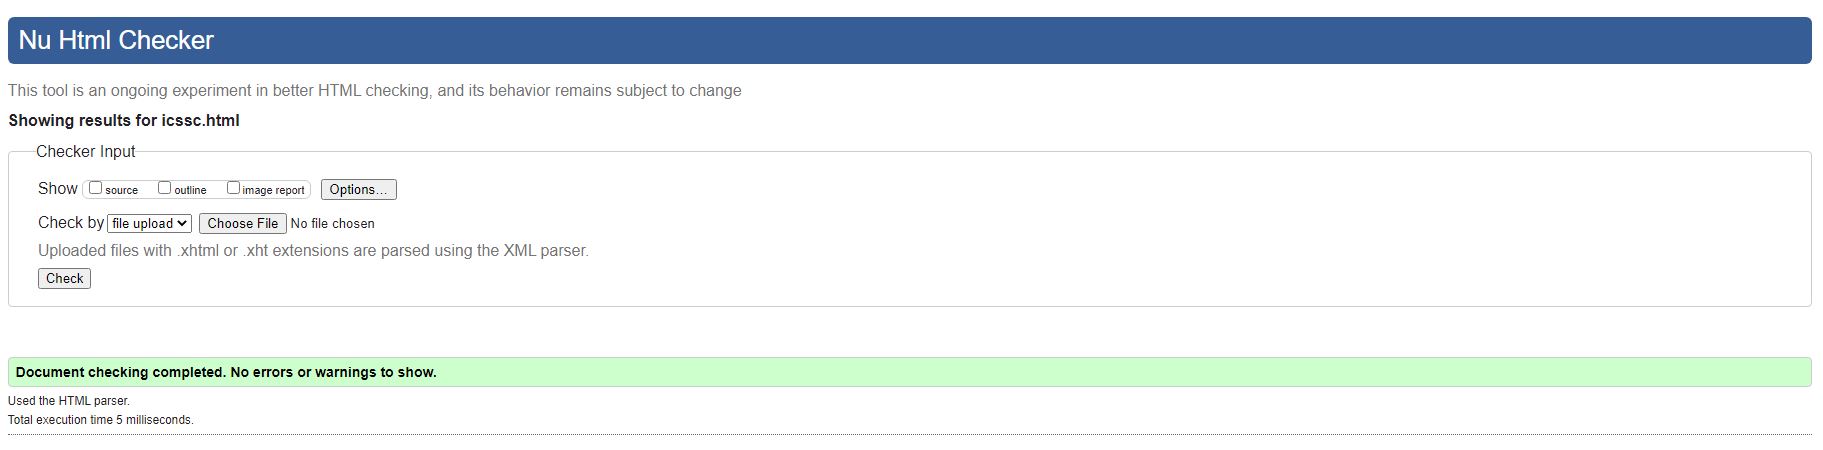 Nu Html Checker
This tool is an ongoing experiment in better HTML checking, and its behavior remains subject to change
Showing results for icssc.html
Checker Input
Show source outline image report Options...
Check by file upload Choose File No file chosen
Uploaded files with .xhtml or .xht extensions are parsed using the XML parser.
Check
Document checking completed. No errors or warnings to show.
Used the HTML parser.
Total execution time 5 milliseconds.